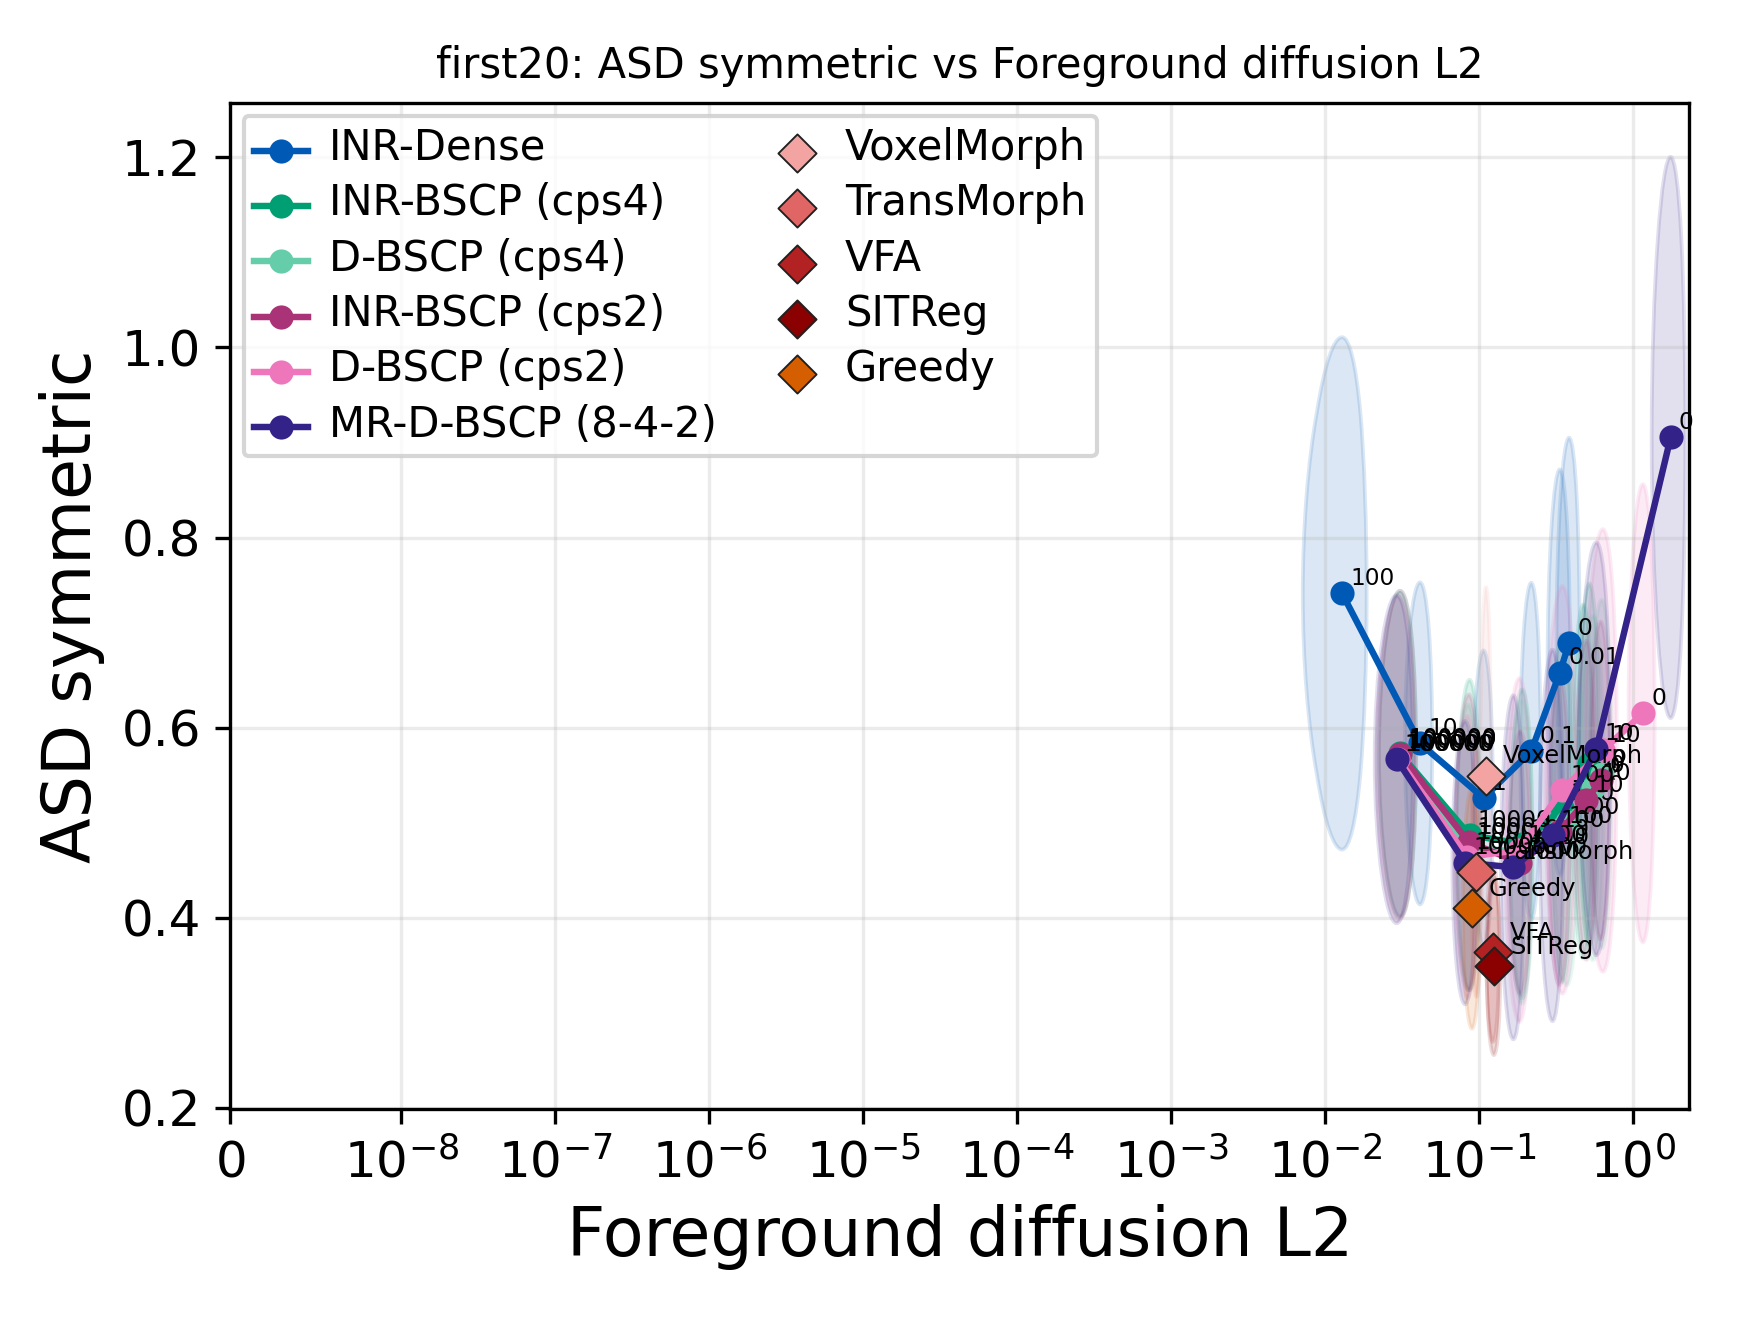 first20: ASD symmetric vs Foreground diffusion L2
ASD symmetric
1.2
1.0
0.8
0.6
0.4
0.2
INR-Dense
INR-BSCP (cps4)
D-BSCP (cps4)
INR-BSCP (cps2)
D-BSCP (cps2)
MR-D-BSCP (8-4-2)
VoxelMorph
TransMorph
VFA
SITReg
Greedy
0
100
0
0.01
0
10
0.1
VoxelMorph
Greedy
VFA
SITReg
0
10⁻⁸
10⁻⁷
10⁻⁶
10⁻⁵
10⁻⁴
10⁻³
10⁻²
10⁻¹
10⁰
Foreground diffusion L2